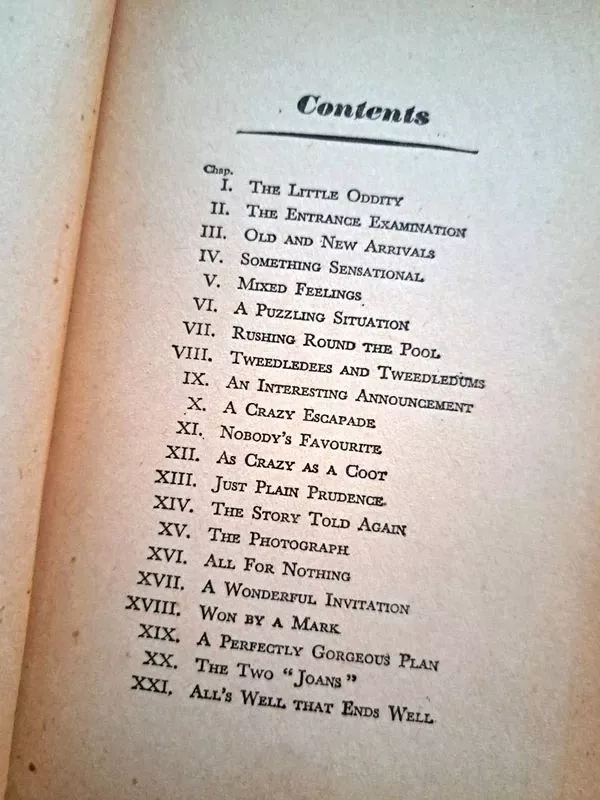 Contents
Chap.
I. The Little Oddity
II. The Entrance Examination
III. Old and New Arrivals
IV. Something Sensational
V. Mixed Feelings
VI. A Puzzling Situation
VII. Rushing Round the Pool
VIII. Tweedledees and Tweedledums
IX. An Interesting Announcement
X. A Crazy Escapade
XI. Nobody's Favourite
XII. As Crazy as a Coot
XIII. Just Plain Prudence
XIV. The Story Told Again
XV. The Photograph
XVI. All For Nothing
XVII. A Wonderful Invitation
XVIII. Won by a Mark
XIX. A Perfectly Gorgeous Plan
XX. The Two "Joans"
XXI. All's Well that Ends Well